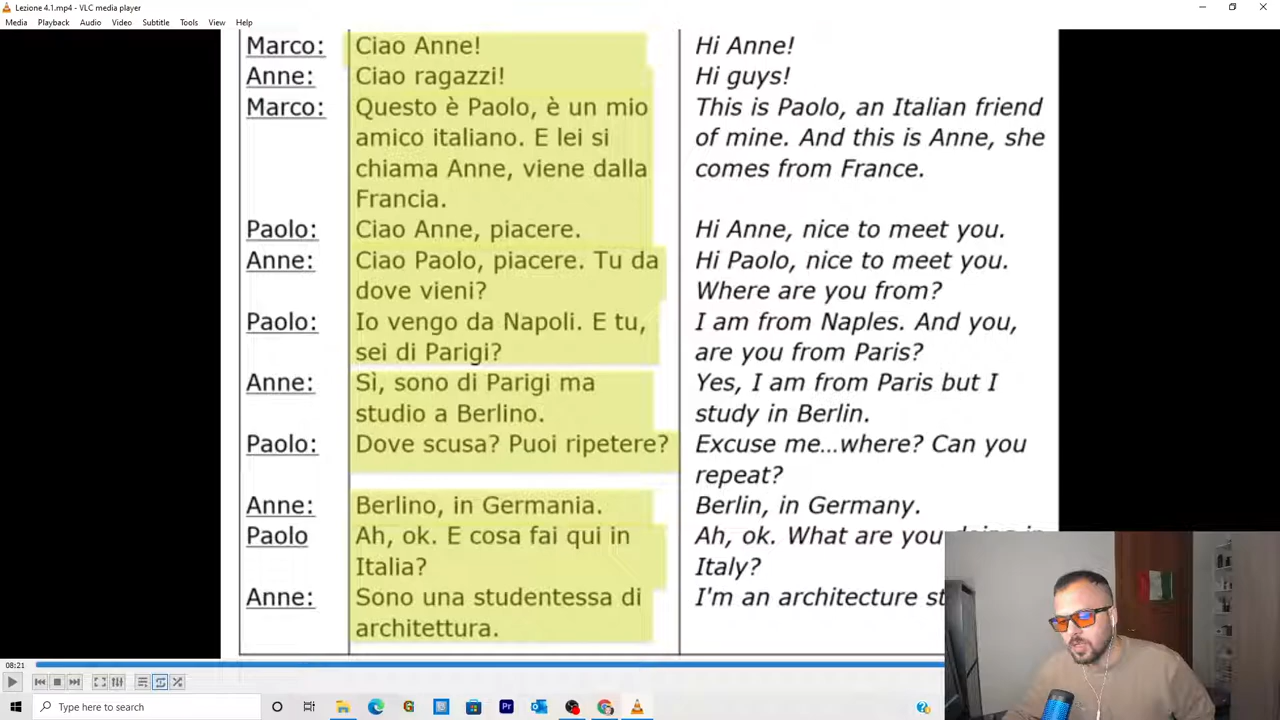 Lezione 4.1.mp4 - VLC media player
Media Playback Audio Video Subtitle Tools View Help
Marco: Ciao Anne! Hi Anne!
Anne: Ciao ragazzi! Hi guys!
Marco: Questo è Paolo, è un mio This is Paolo, an Italian friend
amico italiano. E lei si of mine. And this is Anne, she
chiama Anne, viene dalla comes from France.
Francia.
Paolo: Ciao Anne, piacere. Hi Anne, nice to meet you.
Anne: Ciao Paolo, piacere. Tu da Hi Paolo, nice to meet you.
dove vieni? Where are you from?
Paolo: Io vengo da Napoli. E tu, I am from Naples. And you,
sei di Parigi? are you from Paris?
Anne: Sì, sono di Parigi ma Yes, I am from Paris but I
studio a Berlino. study in Berlin.
Paolo: Dove scusa? Puoi ripetere? Excuse me...where? Can you
repeat?
Anne: Berlino, in Germania. Berlin, in Germany.
Paolo Ah, ok. E cosa fai qui in Ah, ok. What are you doing in
Italia? Italy?
Anne: Sono una studentessa di I'm an architecture st
architettura.
08:21
Type here to search